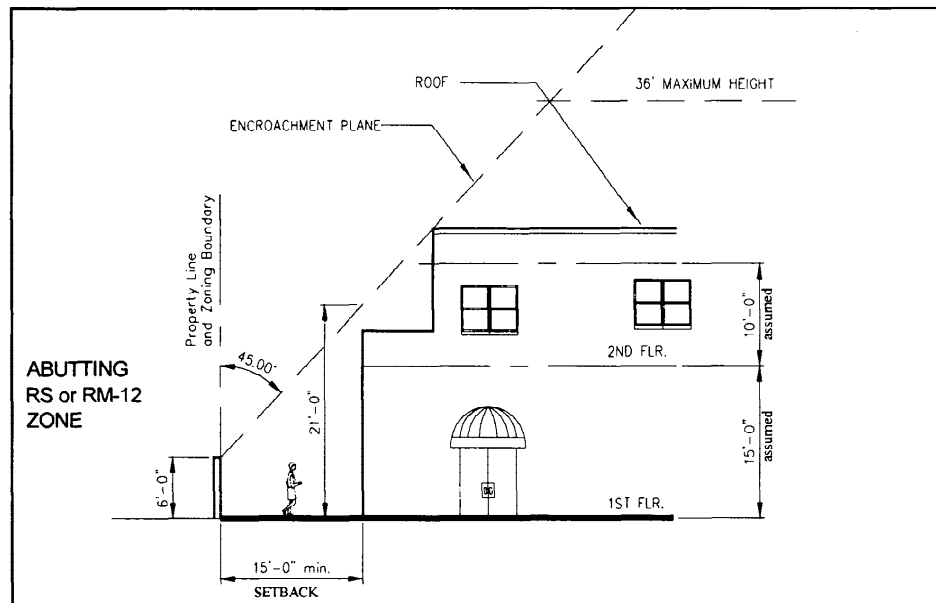 ROOF
36' MAXIMUM HEIGHT
ENCROACHMENT PLANE
Property Line
and Zoning Boundary
45.00°
ABUTTING
RS or RM-12
ZONE
6'-0"
21'-0"
2ND FLR.
10'-0"
assumed
15'-0"
assumed
1ST FLR.
15'-0" min.
SETBACK